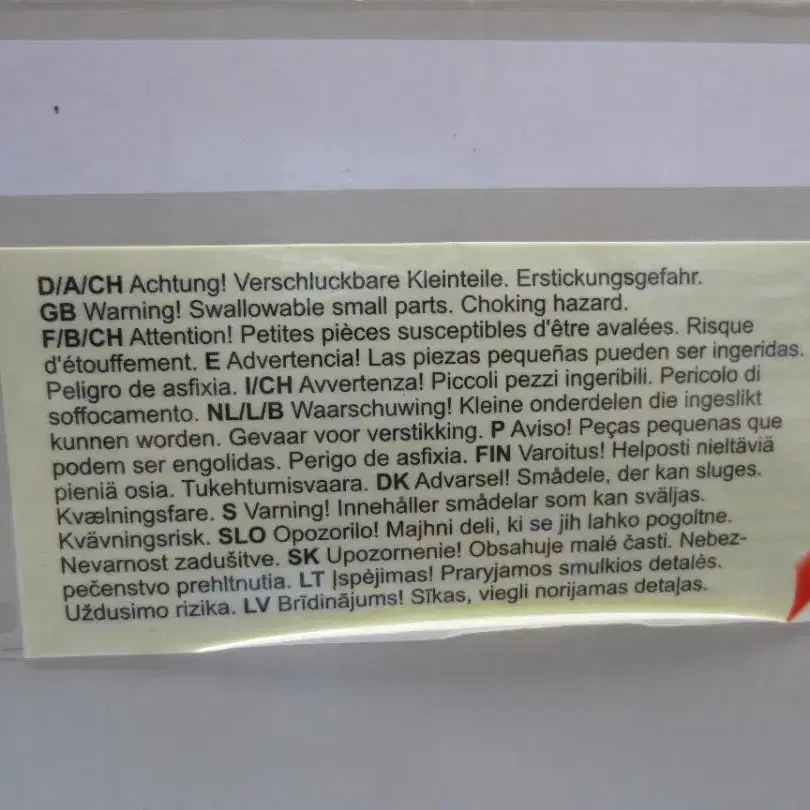 D/A/CH Achtung! Verschluckbare Kleinteile. Erstickungsgefahr.
GB Warning! Swallowable small parts. Choking hazard.
F/B/CH Attention! Petites pièces susceptibles d'être avalées. Risque
d'étouffement. E Advertencia! Las piezas pequeñas pueden ser ingeridas.
Peligro de asfixia. I/CH Avvertenza! Piccoli pezzi ingeribili. Pericolo di
soffocamento. NL/L/B Waarschuwing! Kleine onderdelen die ingeslikt
kunnen worden. Gevaar voor verstikking. P Aviso! Peças pequenas que
podem ser engolidas. Perigo de asfixia. FIN Varoitus! Helposti nieltäviä
pieniä osia. Tukehtumisvaara. DK Advarsel! Smådele, der kan sluges.
Kvælningsfare. S Varning! Innehåller smådelar som kan sväljas.
Kvävningsrisk. SLO Opozorilo! Majhni deli, ki se jih lahko pogoltne.
Nevarnost zadušitve. SK Upozornenie! Obsahuje malé časti. Nebez-
pečenstvo prehltnutia. LT Įspėjimas! Praryjamos smulkios detalės.
Uždusimo rizika. LV Brīdinājums! Sīkas, viegli norijamas detaļas.